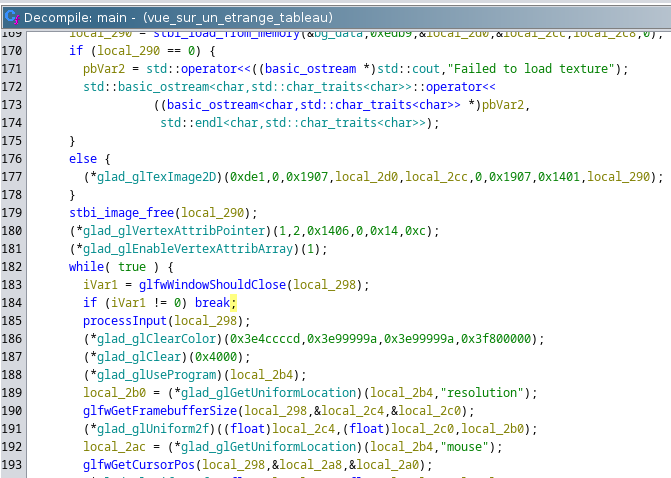 Decompile: main - (vue_sur_un_etrange_tableau)
169 local_290 = stbi_load_from_memory(&bg_data,0xedb9,&local_2d0,&local_2cc,local_2c8,0);
170 if (local_290 == 0) {
171 pbVar2 = std::operator<<((basic_ostream *)std::cout,"Failed to load texture");
172 std::basic_ostream<char,std::char_traits<char>>::operator<<
173 ((basic_ostream<char,std::char_traits<char>> *)pbVar2,
174 std::endl<char,std::char_traits<char>>);
175 }
176 else {
177 (*glad_glTexImage2D)(0xde1,0,0x1907,local_2d0,local_2cc,0,0x1907,0x1401,local_290);
178 }
179 stbi_image_free(local_290);
180 (*glad_glVertexAttribPointer)(1,2,0x1406,0,0x14,0xc);
181 (*glad_glEnableVertexAttribArray)(1);
182 while( true ) {
183 iVar1 = glfwWindowShouldClose(local_298);
184 if (iVar1 != 0) break;
185 processInput(local_298);
186 (*glad_glClearColor)(0x3e4ccccd,0x3e99999a,0x3e99999a,0x3f800000);
187 (*glad_glClear)(0x4000);
188 (*glad_glUseProgram)(local_2b4);
189 local_2b0 = (*glad_glGetUniformLocation)(local_2b4,"resolution");
190 glfwGetFramebufferSize(local_298,&local_2c4,&local_2c0);
191 (*glad_glUniform2f)((float)local_2c4,(float)local_2c0,local_2b0);
192 local_2ac = (*glad_glGetUniformLocation)(local_2b4,"mouse");
193 glfwGetCursorPos(local_298,&local_2a8,&local_2a0);